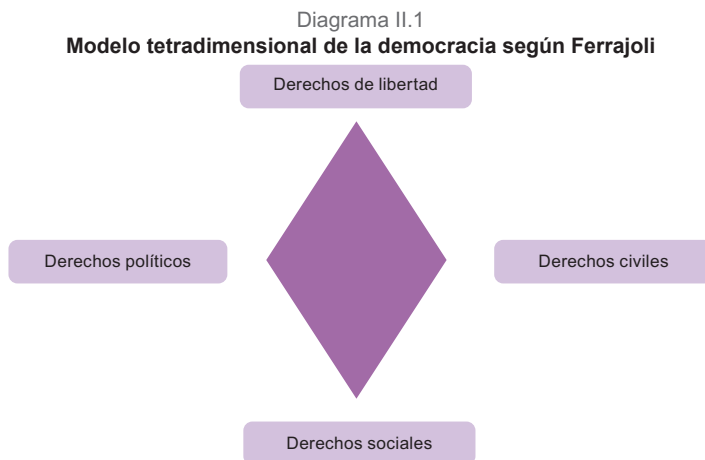 Diagrama II.1
Modelo tetradimensional de la democracia según Ferrajoli
Derechos de libertad
Derechos políticos
Derechos civiles
Derechos sociales